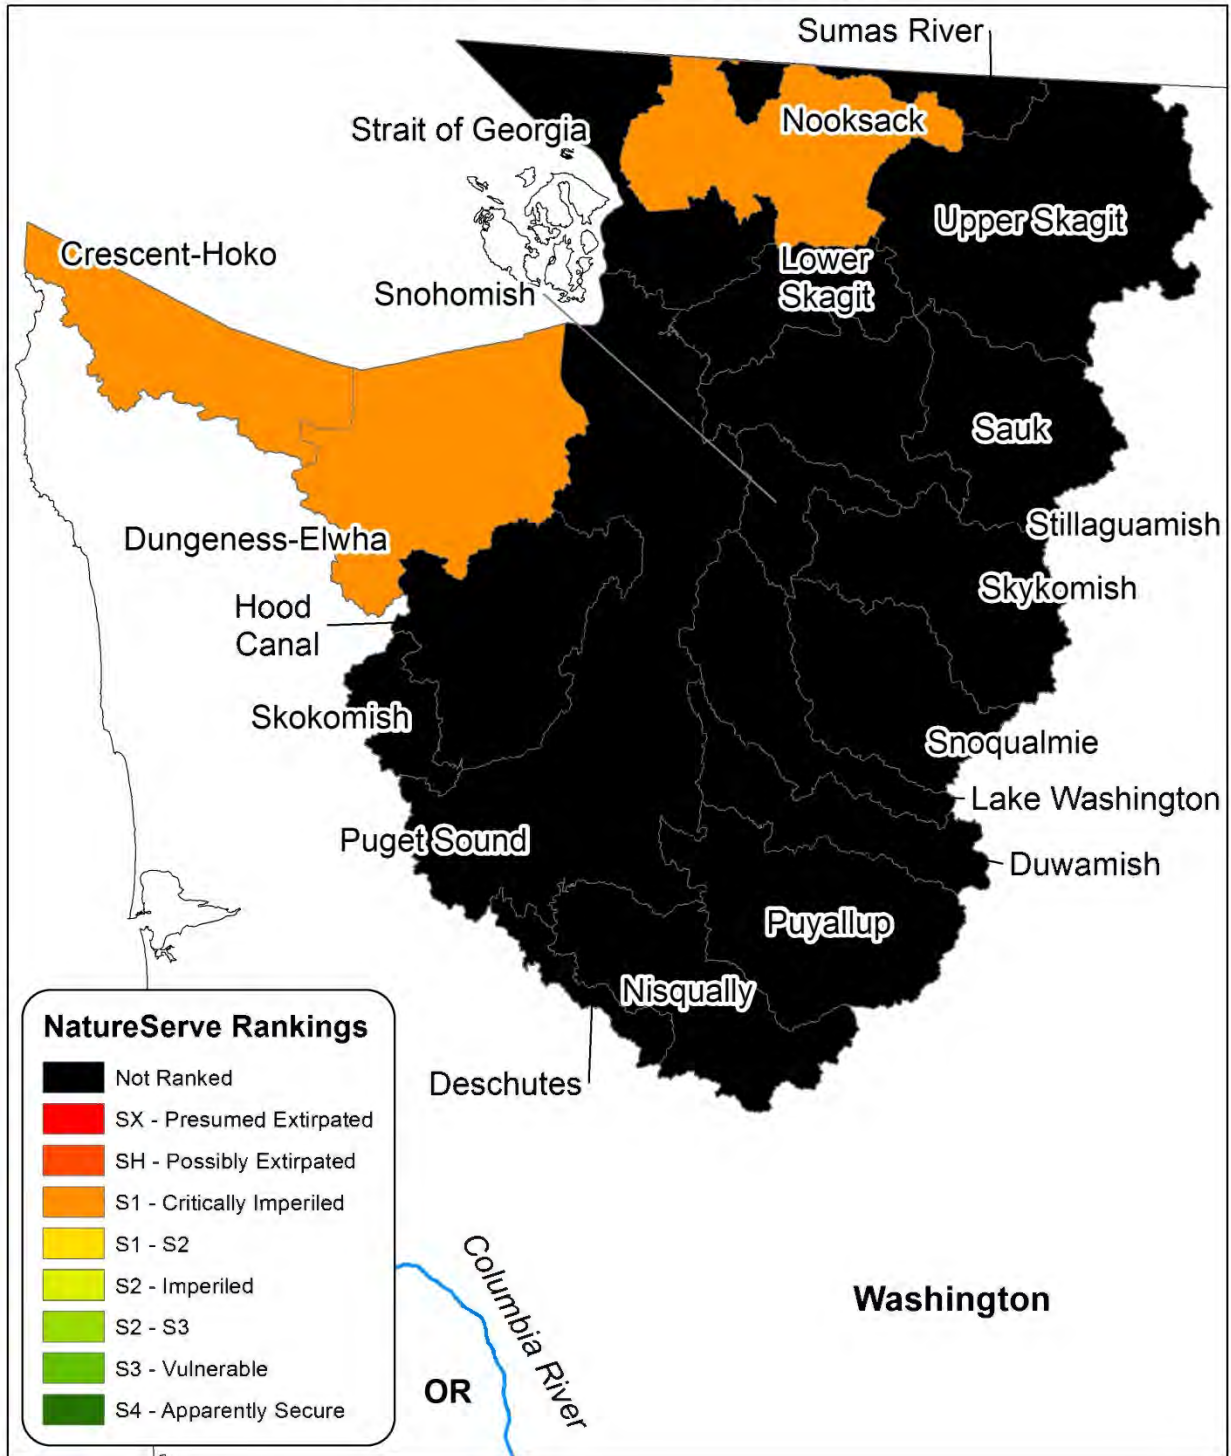 Sumas River
Nooksack
Strait of Georgia
Upper Skagit
Crescent-Hoko
Lower
Skagit
Snohomish
Sauk
Stillaguamish
Dungeness-Elwha
Skykomish
Hood
Canal
Skokomish
Snoqualmie
Lake Washington
Puget Sound
Duwamish
Puyallup
Nisqually
Deschutes
NatureServe Rankings
Not Ranked
SX - Presumed Extirpated
SH - Possibly Extirpated
S1 - Critically Imperiled
S1 - S2
S2 - Imperiled
S2 - S3
S3 - Vulnerable
S4 - Apparently Secure
Columbia River
Washington
OR